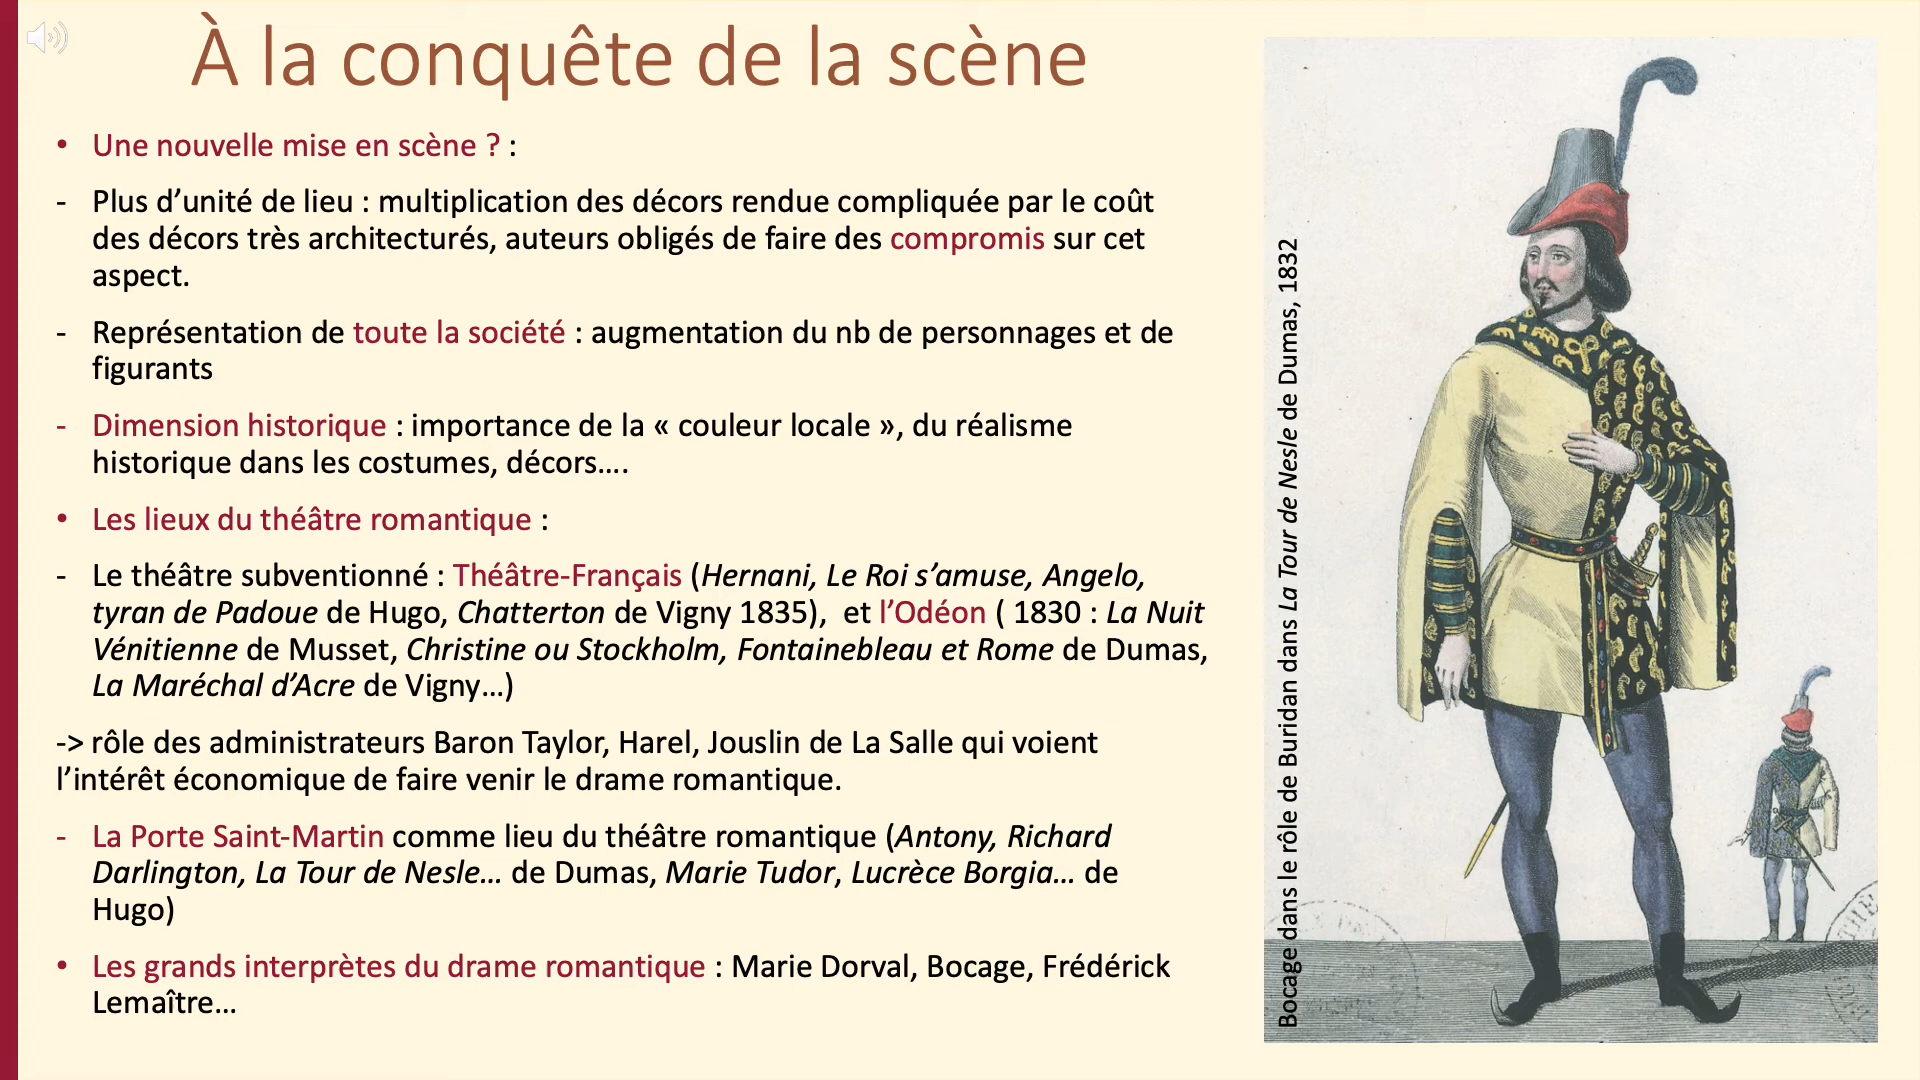 À la conquête de la scène
• Une nouvelle mise en scène ? :
- Plus d’unité de lieu : multiplication des décors rendue compliquée par le coût
des décors très architecturés, auteurs obligés de faire des compromis sur cet
aspect.
- Représentation de toute la société : augmentation du nb de personnages et de
figurants
- Dimension historique : importance de la « couleur locale », du réalisme
historique dans les costumes, décors….
• Les lieux du théâtre romantique :
- Le théâtre subventionné : Théâtre-Français (Hernani, Le Roi s’amuse, Angelo,
tyran de Padoue de Hugo, Chatterton de Vigny 1835), et l’Odéon ( 1830 : La Nuit
Vénitienne de Musset, Christine ou Stockholm, Fontainebleau et Rome de Dumas,
La Maréchal d’Acre de Vigny…)
-> rôle des administrateurs Baron Taylor, Harel, Jouslin de La Salle qui voient
l’intérêt économique de faire venir le drame romantique.
- La Porte Saint-Martin comme lieu du théâtre romantique (Antony, Richard
Darlington, La Tour de Nesle… de Dumas, Marie Tudor, Lucrèce Borgia… de
Hugo)
• Les grands interprètes du drame romantique : Marie Dorval, Bocage, Frédérick
Lemaître…
Bocage dans le rôle de Buridan dans La Tour de Nesle de Dumas, 1832